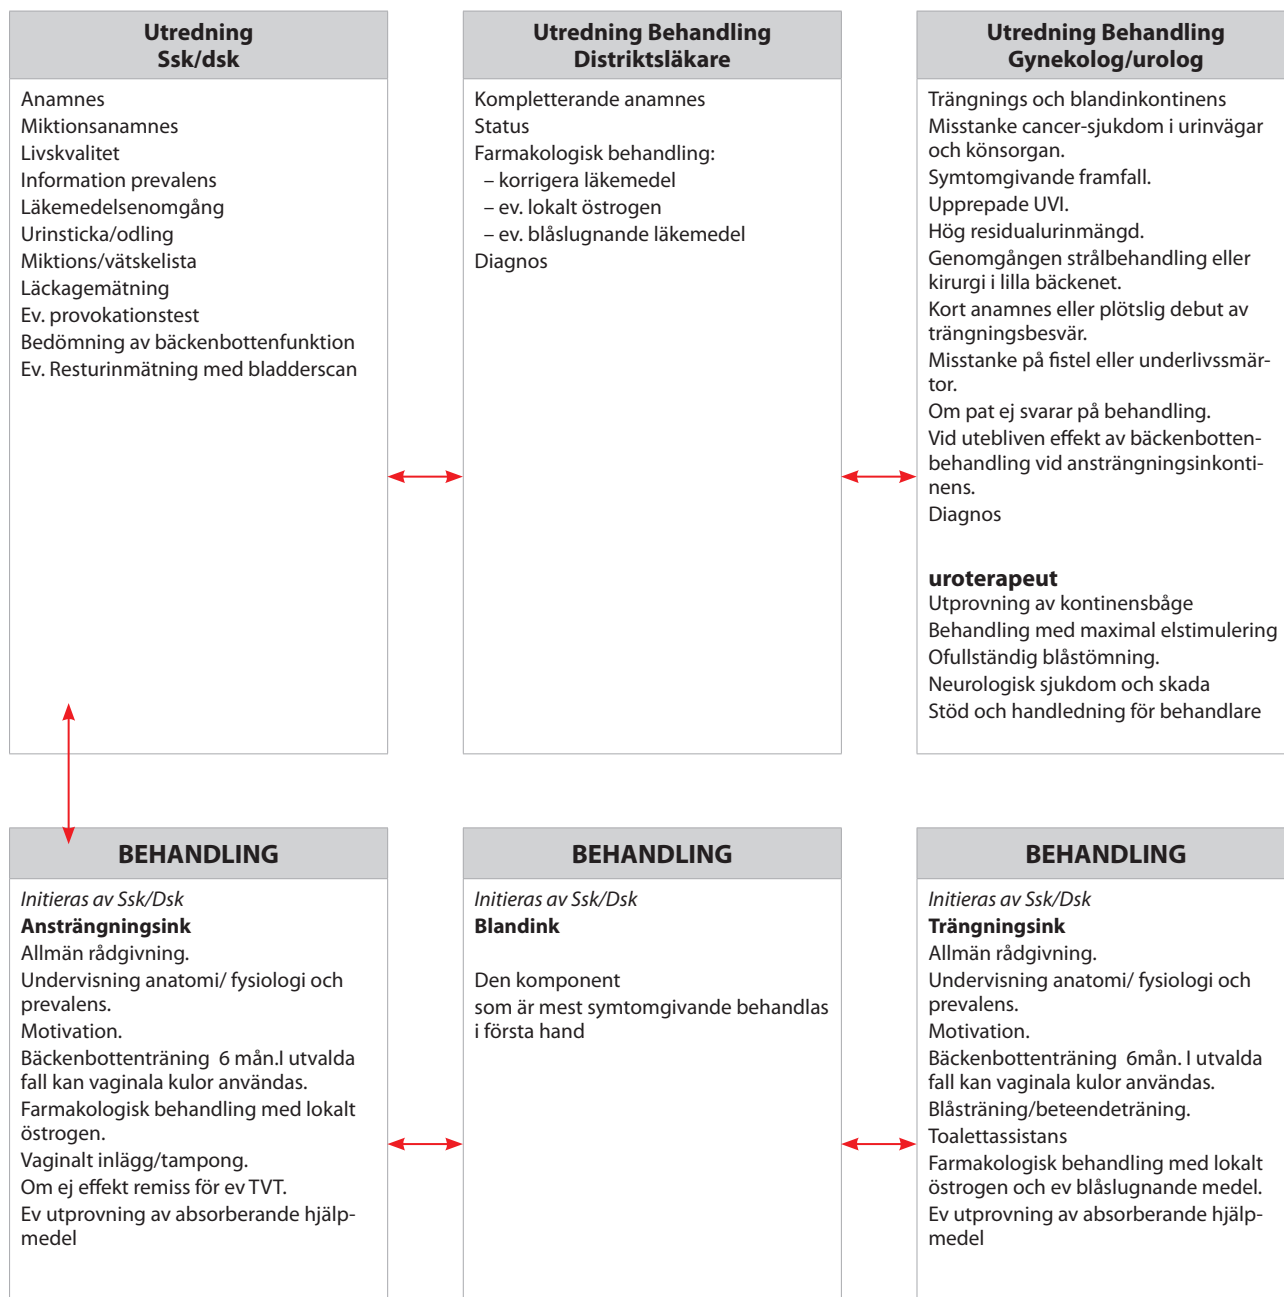 Utredning
Ssk/dsk
Anamnes
Miktionsanamnes
Livskvalitet
Information prevalens
Läkemedelsenomgång
Urinsticka/odling
Miktions/vätskelista
Läckagemätning
Ev. provokationstest
Bedömning av bäckenbottenfunktion
Ev. Resturinmätning med bladderscan
Utredning Behandling
Distriktsläkare
Kompletterande anamnes
Status
Farmakologisk behandling:
– korrigera läkemedel
– ev. lokalt östrogen
– ev. blåslugnande läkemedel
Diagnos
Utredning Behandling
Gynekolog/urolog
Trängnings och blandinkontinens
Misstanke cancer-sjukdom i urinvägar
och könsorgan.
Symtomgivande framfall.
Upprepade UVI.
Hög residualurinmängd.
Genomgången strålbehandling eller
kirurgi i lilla bäckenet.
Kort anamnes eller plötslig debut av
trängningsbesvär.
Misstanke på fistel eller underlivssmär-
tor.
Om pat ej svarar på behandling.
Vid utebliven effekt av bäckenbotten-
behandling vid ansträngningsinkonti-
nens.
Diagnos
uroterapeut
Utprovning av kontinensbåge
Behandling med maximal elstimulering
Ofullständig blåstömning.
Neurologisk sjukdom och skada
Stöd och handledning för behandlare
BEHANDLING
Initieras av Ssk/Dsk
Ansträngningsink
Allmän rådgivning.
Undervisning anatomi/ fysiologi och
prevalens.
Motivation.
Bäckenbottenträning 6 mån.I utvalda
fall kan vaginala kulor användas.
Farmakologisk behandling med lokalt
östrogen.
Vaginalt inlägg/tampong.
Om ej effekt remiss för ev TVT.
Ev utprovning av absorberande hjälp-
medel
BEHANDLING
Initieras av Ssk/Dsk
Blandink
Den komponent
som är mest symtomgivande behandlas
i första hand
BEHANDLING
Initieras av Ssk/Dsk
Trängningsink
Allmän rådgivning.
Undervisning anatomi/ fysiologi och
prevalens.
Motivation.
Bäckenbottenträning 6mån. I utvalda
fall kan vaginala kulor användas.
Blåsträning/beteendeträning.
Toalettassistans
Farmakologisk behandling med lokalt
östrogen och ev blåslugnande medel.
Ev utprovning av absorberande hjälp-
medel